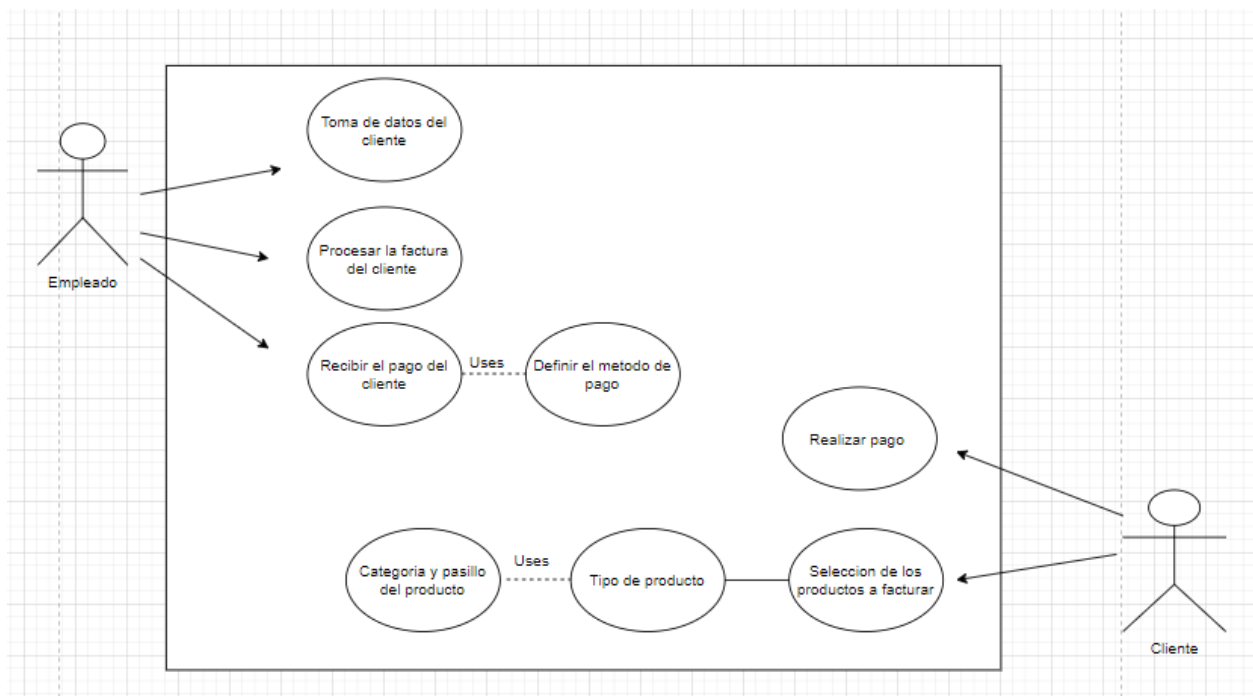 Toma de datos del
cliente
Empleado
Procesar la factura
del cliente
Recibir el pago del
cliente
Uses
Definir el metodo de
pago
Realizar pago
Categoria y pasillo
del producto
Uses
Tipo de producto
Seleccion de los
productos a facturar
Cliente